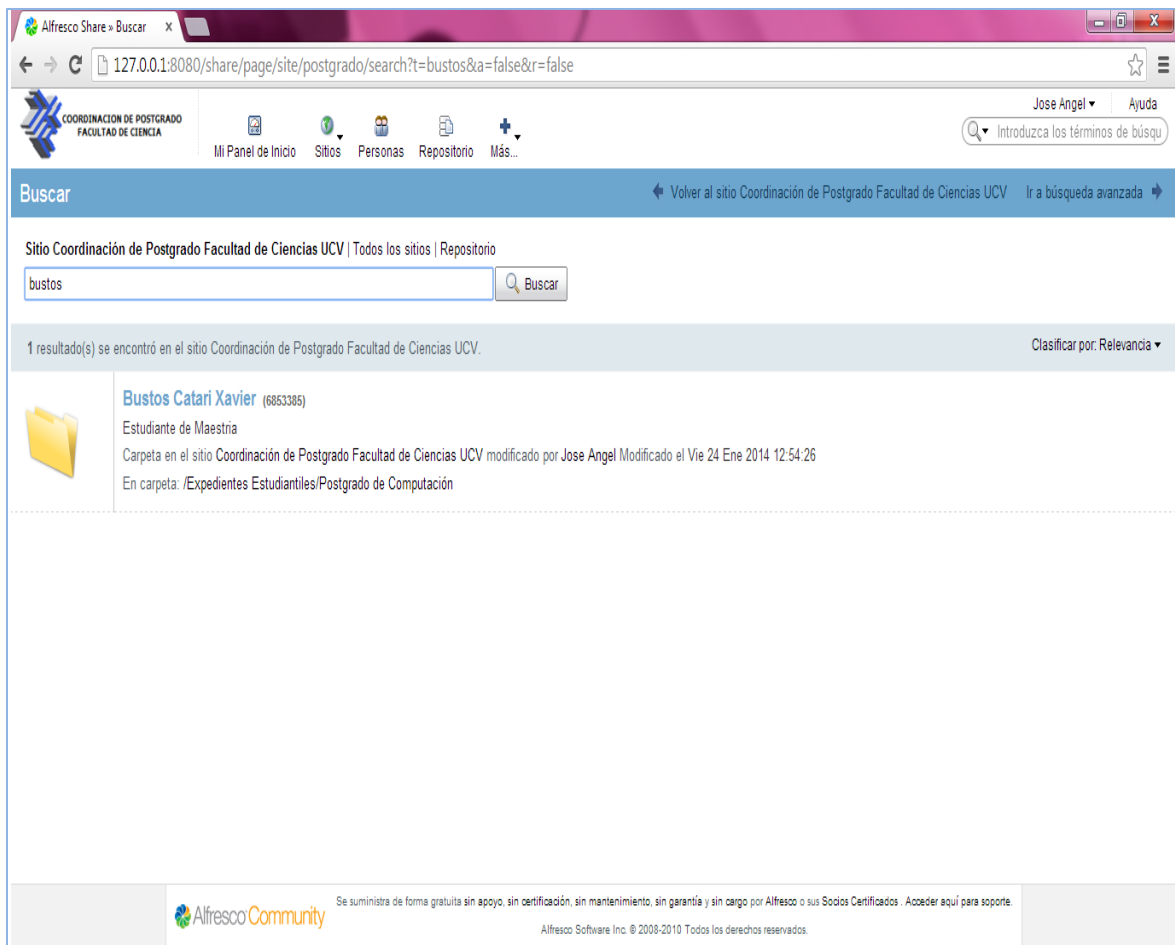 Alfresco Share » Buscar
127.0.0.1:8080/share/page/site/postgrado/search?t=bustos&a=false&r=false
COORDINACION DE POSTGRADO
FACULTAD DE CIENCIA
Mi Panel de Inicio Sitios Personas Repositorio Más...
Jose Angel Ayuda
Introduzca los términos de búsqu
Buscar
Volver al sitio Coordinación de Postgrado Facultad de Ciencias UCV Ir a búsqueda avanzada
Sitio Coordinación de Postgrado Facultad de Ciencias UCV | Todos los sitios | Repositorio
bustos Buscar
1 resultado(s) se encontró en el sitio Coordinación de Postgrado Facultad de Ciencias UCV. Clasificar por: Relevancia
Bustos Catari Xavier (6853385)
Estudiante de Maestria
Carpeta en el sitio Coordinación de Postgrado Facultad de Ciencias UCV modificado por Jose Angel Modificado el Vie 24 Ene 2014 12:54:26
En carpeta: /Expedientes Estudiantiles/Postgrado de Computación
Alfresco Community
Se suministra de forma gratuita sin apoyo, sin certificación, sin mantenimiento, sin garantía y sin cargo por Alfresco o sus Socios Certificados . Acceder aquí para soporte.
Alfresco Software Inc. © 2008-2010 Todos los derechos reservados.